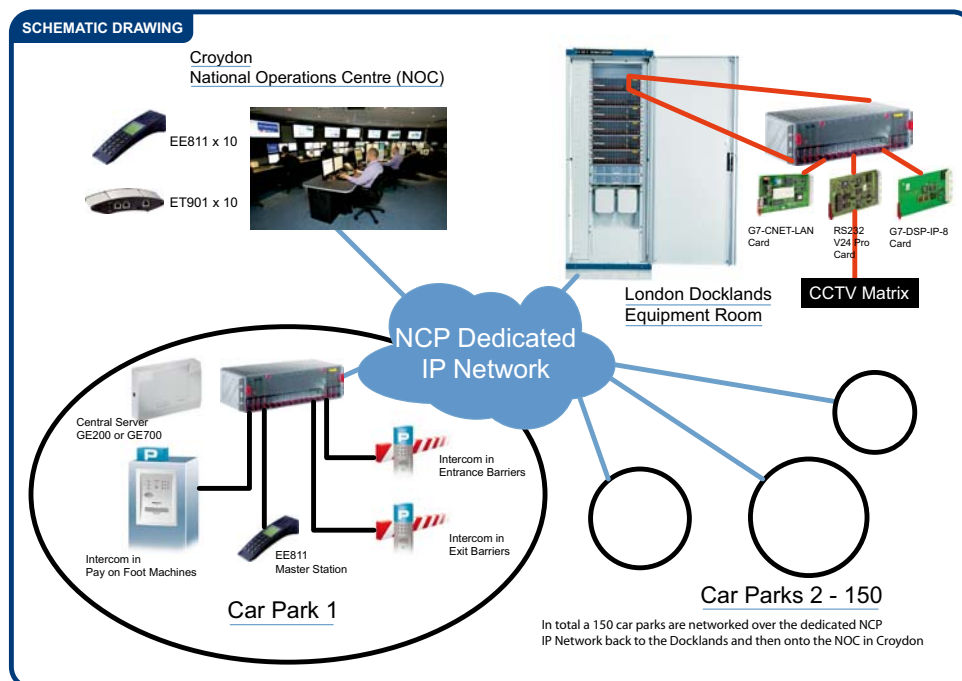 SCHEMATIC DRAWING
Croydon
National Operations Centre (NOC)
EE811 x 10
ET901 x 10
G7-CNET-LAN
Card
RS232
V24 Pro
Card
G7-DSP-IP-8
Card
CCTV Matrix
London Docklands
Equipment Room
NCP Dedicated
IP Network
Central Server
GE200 or GE700
P
Intercom in
Pay on Foot Machines
EE811
Master Station
P
Intercom in
Entrance Barriers
P
Intercom in
Exit Barriers
Car Park 1
Car Parks 2 - 150
In total a 150 car parks are networked over the dedicated NCP
IP Network back to the Docklands and then onto the NOC in Croydon